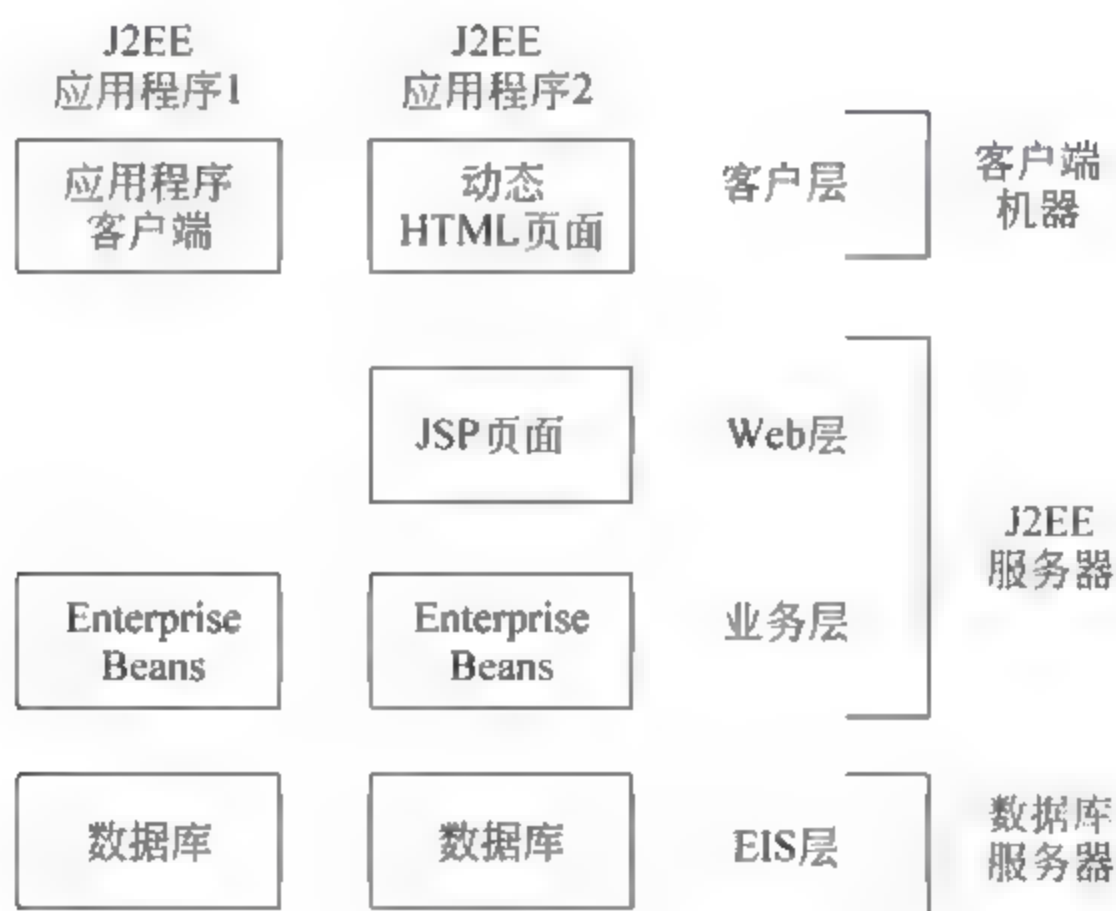 J2EE
应用程序1
J2EE
应用程序2
应用程序
客户端
动态
HTML页面
客户层
客户端
机器
JSP页面
Web层
J2EE
服务器
Enterprise
Beans
Enterprise
Beans
业务层
数据库
数据库
EIS层
数据库
服务器